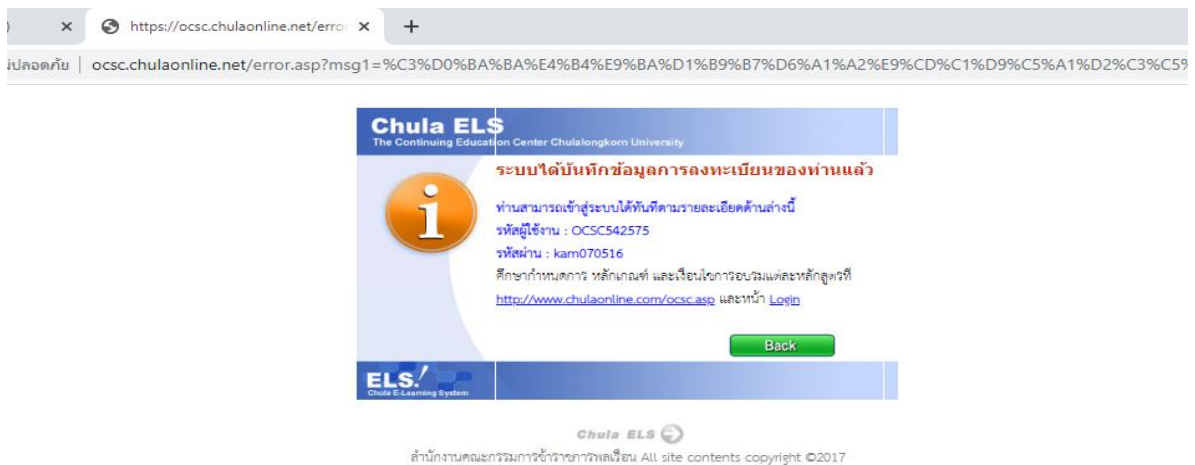 https://ocsc.chulaonline.net/erro
ocsc.chulaonline.net/error.asp?msg1=%C3%D0%BA%BA%E4%B4%E9%BA%D1%B9%B7%D6%A1%A2%E9%CD%C1%D9%C5%A1%D2%C3%C5%
Chula ELS
The Continuing Education Center Chulalongkorn University
ระบบได้บันทึกข้อมูลการลงทะเบียนของท่านแล้ว
ท่านสามารถเข้าสู่ระบบได้ทันทีตามรายละเอียดด้านล่างนี้
รหัสผู้ใช้งาน : OCSC542575
รหัสผ่าน : kam070516
ศึกษากำหนดการ หลักเกณฑ์ และเงื่อนไขการอบรมแต่ละหลักสูตรที่
http://www.chulaonline.com/ocsc.asp และหน้า Login
Back
ELS!
Chula E-Learning System
Chula ELS
สำนักงานคณะกรรมการข้าราชการพลเรือน All site contents copyright ©2017